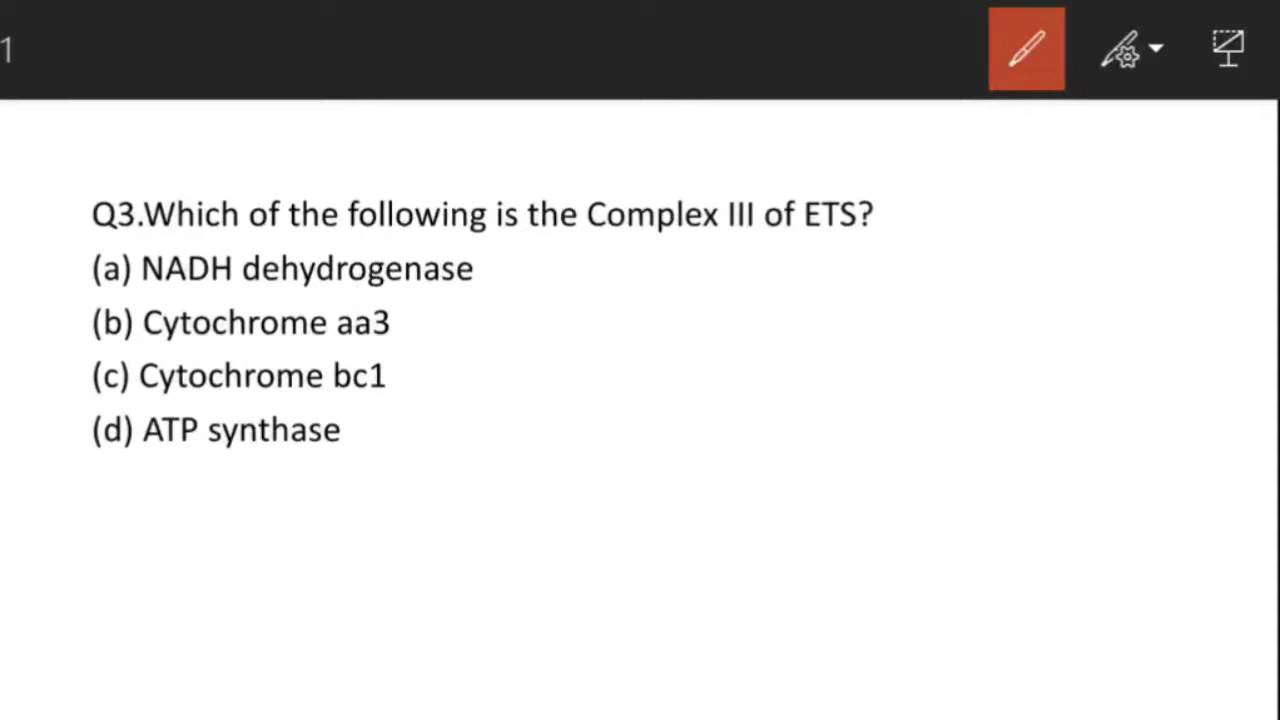 1
Q3.Which of the following is the Complex III of ETS?
(a) NADH dehydrogenase
(b) Cytochrome aa3
(c) Cytochrome bc1
(d) ATP synthase